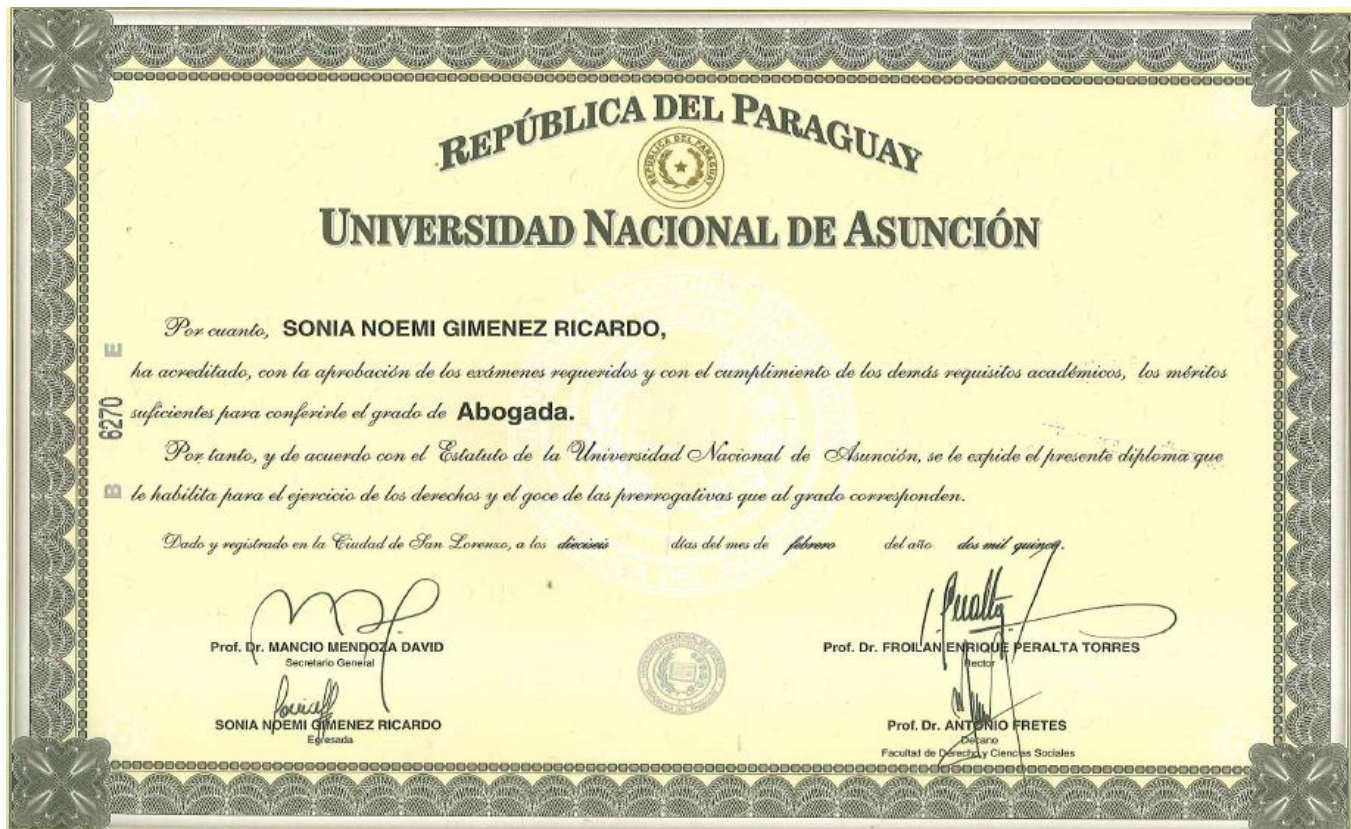 REPÚBLICA DEL PARAGUAY
REPUBLICA DEL PARAGUAY
UNIVERSIDAD NACIONAL DE ASUNCIÓN
Por cuanto, SONIA NOEMI GIMENEZ RICARDO,
ha acreditado, con la aprobación de los exámenes requeridos y con el cumplimiento de los demás requisitos académicos, los méritos
suficientes para conferirle el grado de Abogada.
Por tanto, y de acuerdo con el Estatuto de la Universidad Nacional de Asunción, se le expide el presente diploma que
le habilita para el ejercicio de los derechos y el goce de las prerrogativas que al grado corresponden.
Dado y registrado en la Ciudad de San Lorenzo, a los dieciseis días del mes de febrero del año dos mil quince.
B 6270 E
Peralta
Prof. Dr. MANCIO MENDOZA DAVID
Secretario General
Prof. Dr. FROILAN ENRIQUE PERALTA TORRES
Rector
SONIA NOEMI GIMENEZ RICARDO
Egresada
Prof. Dr. ANTONIO FRETES
Decano
Facultad de Derecho y Ciencias Sociales